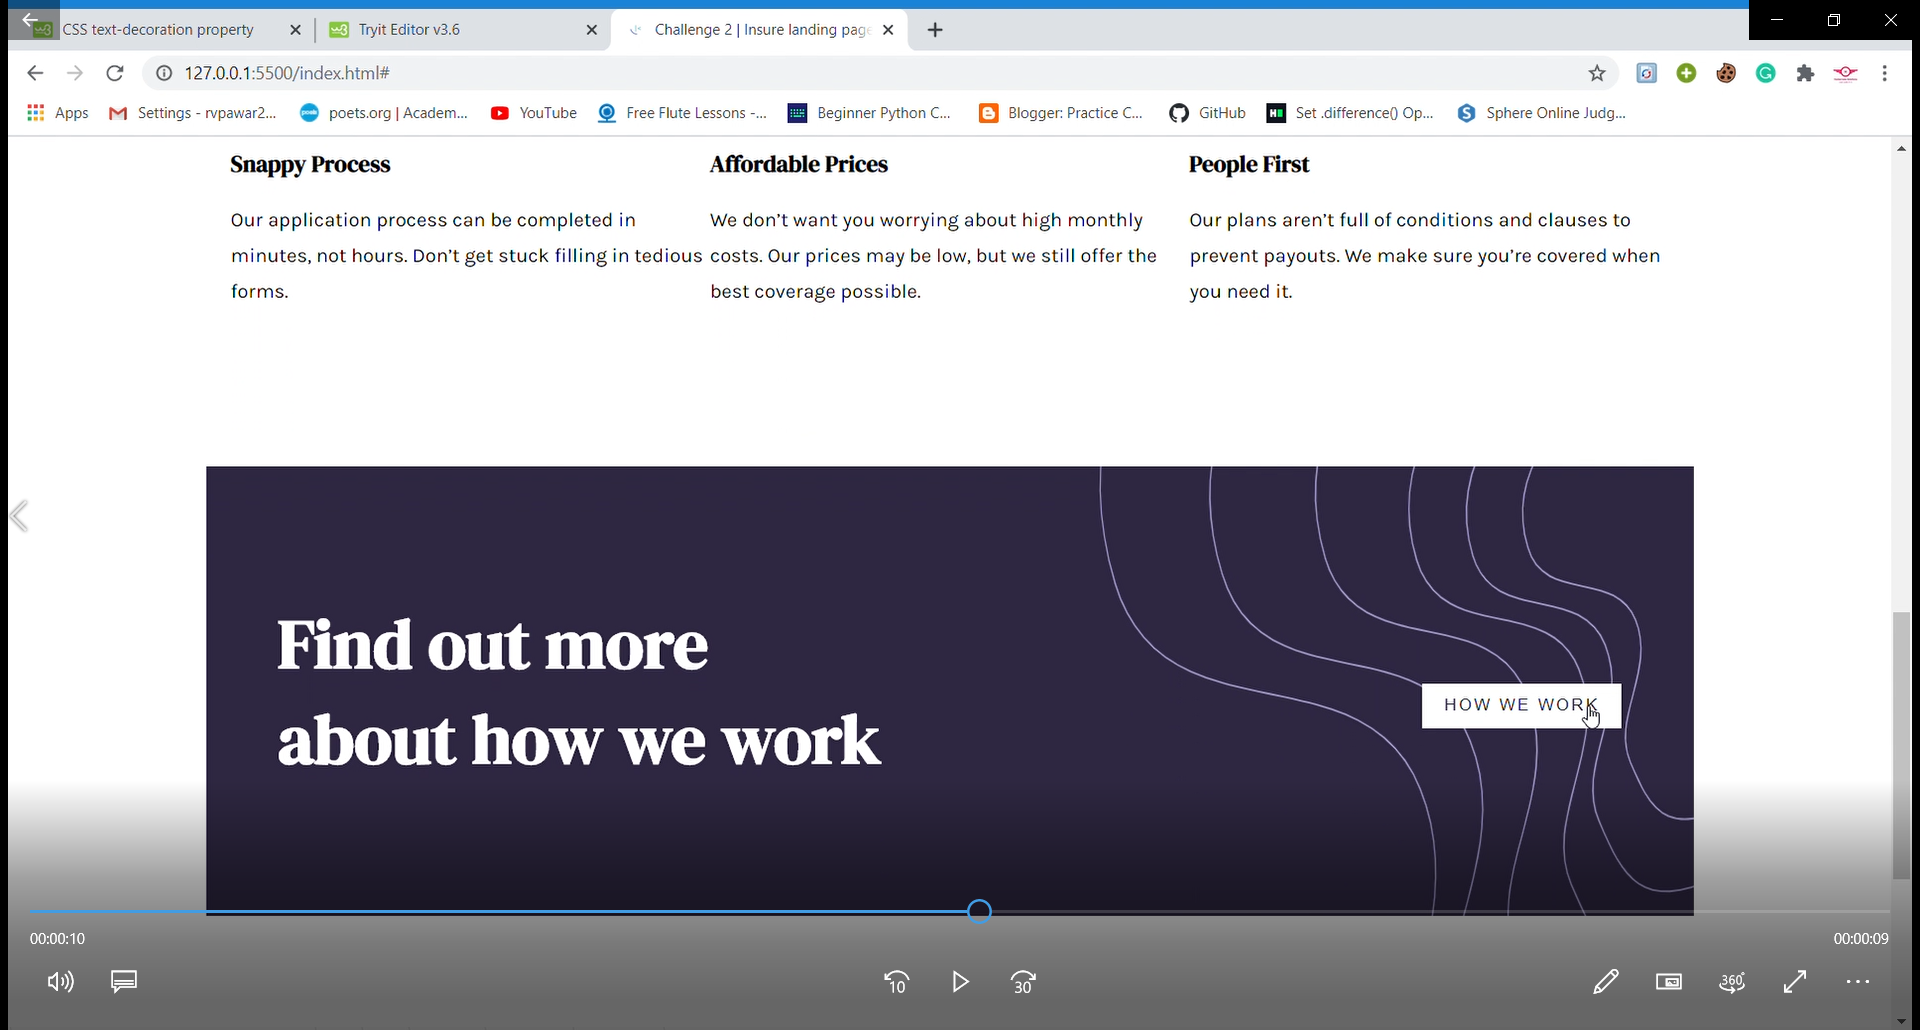 CSS text-decoration property
Tryit Editor v3.6
Challenge 2 | Insure landing page
127.0.0.1:5500/index.html#
Apps
Settings - rvpawar2...
poets.org | Academ...
YouTube
Free Flute Lessons -...
Beginner Python C...
Blogger: Practice C...
GitHub
Set .difference() Op...
Sphere Online Judg...
Snappy Process
Our application process can be completed in
minutes, not hours. Don't get stuck filling in tedious
forms.
Affordable Prices
We don't want you worrying about high monthly
costs. Our prices may be low, but we still offer the
best coverage possible.
People First
Our plans aren't full of conditions and clauses to
prevent payouts. We make sure you're covered when
you need it.
Find out more
about how we work
HOW WE WORK
00:00:10
00:00:09
10
30
360°